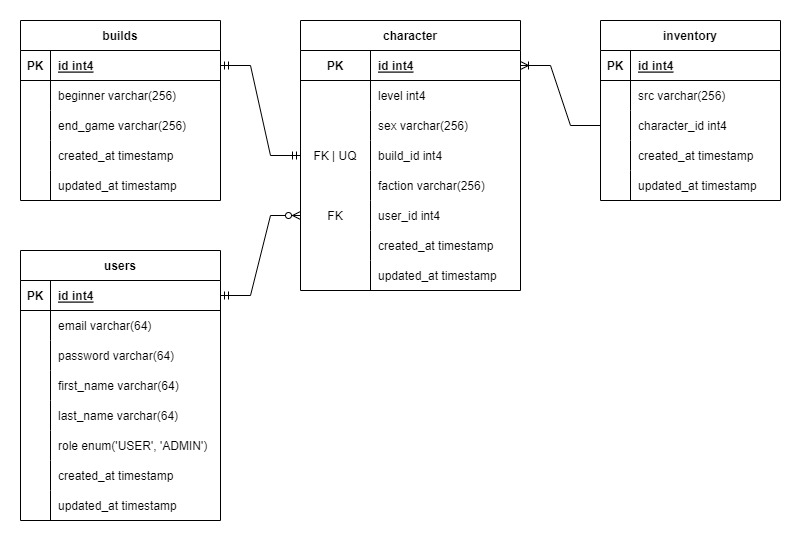 builds
PK id int4
beginner varchar(256)
end_game varchar(256)
created_at timestamp
updated_at timestamp
users
PK id int4
email varchar(64)
password varchar(64)
first_name varchar(64)
last_name varchar(64)
role enum('USER', 'ADMIN')
created_at timestamp
updated_at timestamp
character
PK id int4
level int4
sex varchar(256)
FK | UQ build_id int4
faction varchar(256)
FK user_id int4
created_at timestamp
updated_at timestamp
inventory
PK id int4
src varchar(256)
character_id int4
created_at timestamp
updated_at timestamp